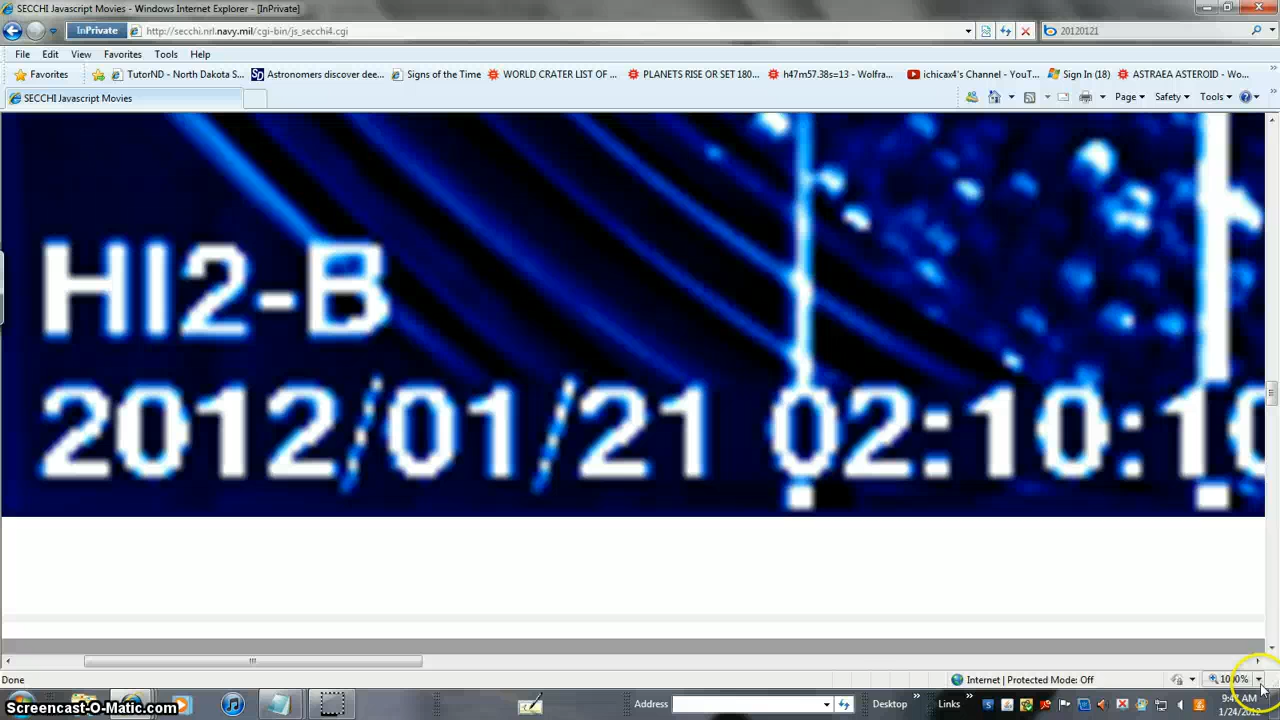 SECCHI Javascript Movies - Windows Internet Explorer - [InPrivate]
InPrivate http://secchi.nrl.navy.mil/cgi-bin/js_secchi4.cgi 20120121
File Edit View Favorites Tools Help
Favorites TutorND - North Dakota S... Astronomers discover dee... Signs of the Time WORLD CRATER LIST OF ... PLANETS RISE OR SET 180... h47m57.38s=13 - Wolfra... ichicax4's Channel - YouT... Sign In (18) ASTRAEA ASTEROID - Wo...
SECCHI Javascript Movies Page Safety Tools
HI2-B
2012/01/21 02:10:10
Done Internet | Protected Mode: Off
Address Desktop Links 9:47 AM
1/24/2012
Screencast-O-Matic.com